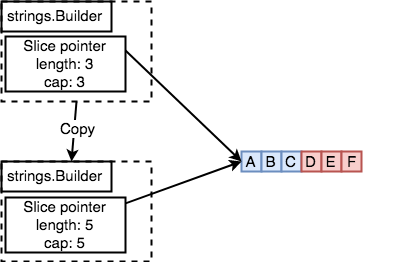 strings.Builder
Slice pointer
length: 3
cap: 3
Copy
A B C D E F
strings.Builder
Slice pointer
length: 5
cap: 5